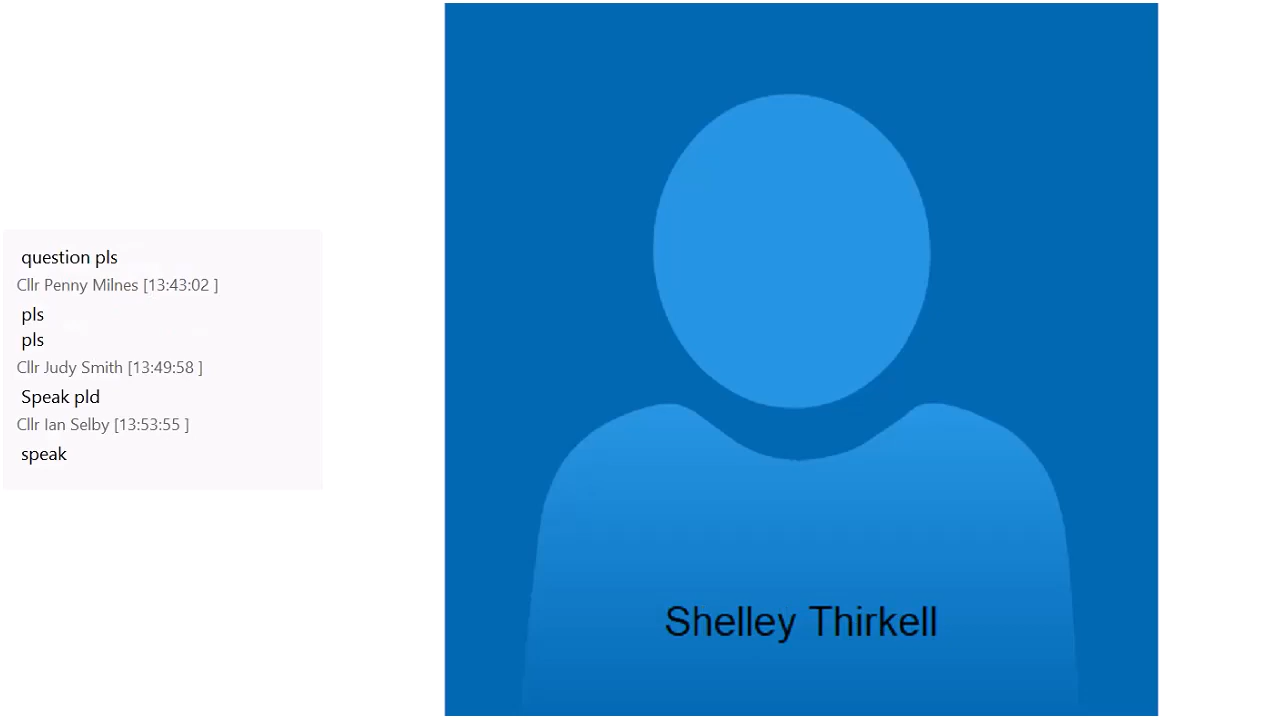 question pls
Cllr Penny Milnes [13:43:02 ]
pls
pls
Cllr Judy Smith [13:49:58 ]
Speak pld
Cllr Ian Selby [13:53:55 ]
speak
Shelley Thirkell